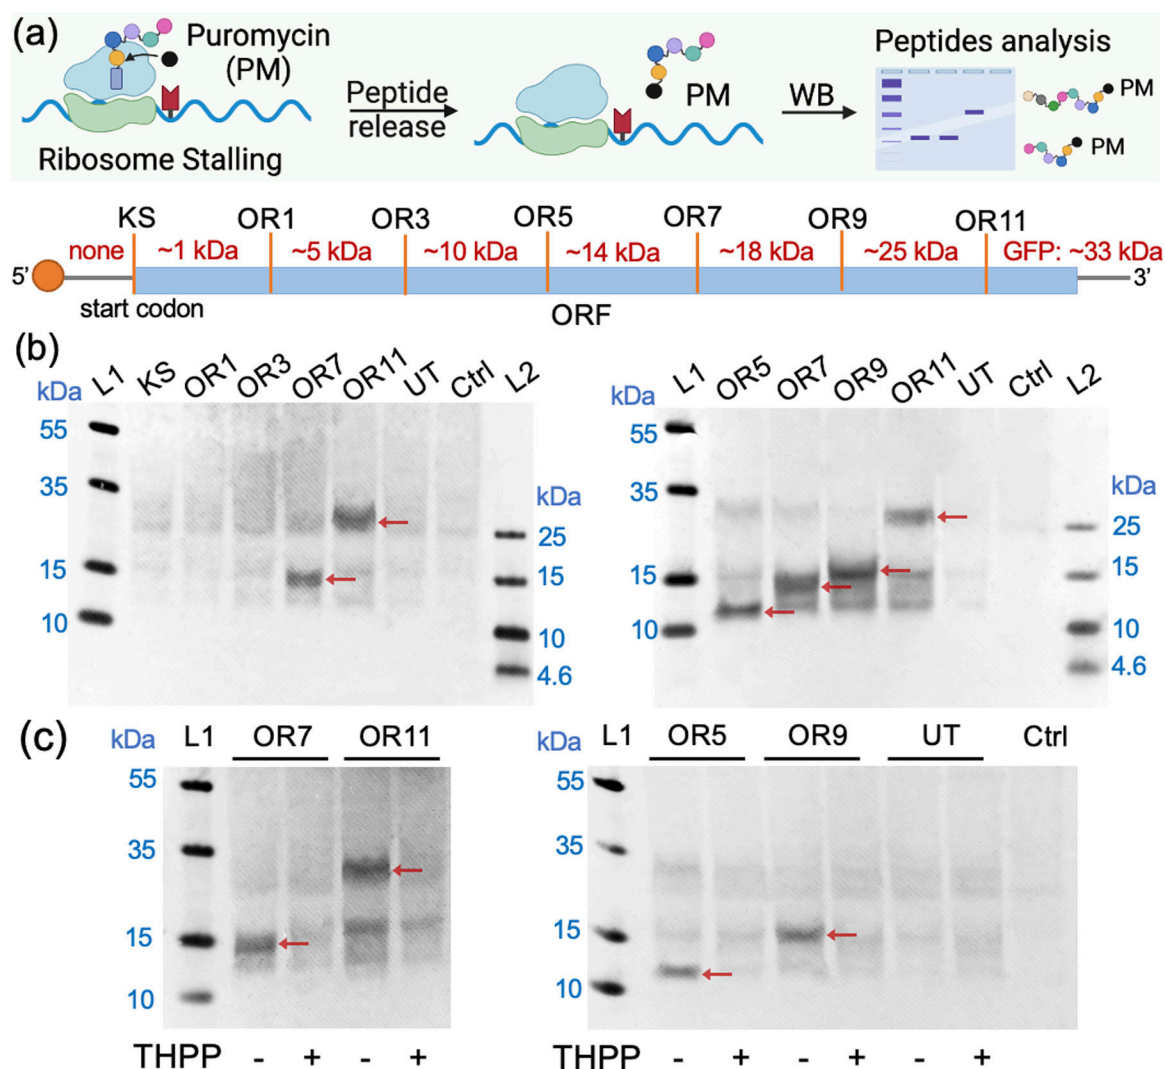 (a)
Puromycin
(PM)
Ribosome Stalling
Peptide
release
PM
WB
Peptides analysis
PM
PM
KS OR1 OR3 OR5 OR7 OR9 OR11
none ~1 kDa ~5 kDa ~10 kDa ~14 kDa ~18 kDa ~25 kDa GFP: ~33 kDa
5' 3'
start codon
ORF
(b)
kDa L1 KS OR1 OR3 OR7 OR11 UT Ctrl L2
55
35
15
10
kDa
25
15
10
4.6
kDa L1 OR5 OR7 OR9 OR11 UT Ctrl L2
55
35
15
10
kDa
25
15
10
4.6
(c)
kDa L1 OR7 OR11
55
35
15
10
THPP - + - +
kDa L1 OR5 OR9 UT Ctrl
55
35
15
10
THPP - + - + - +